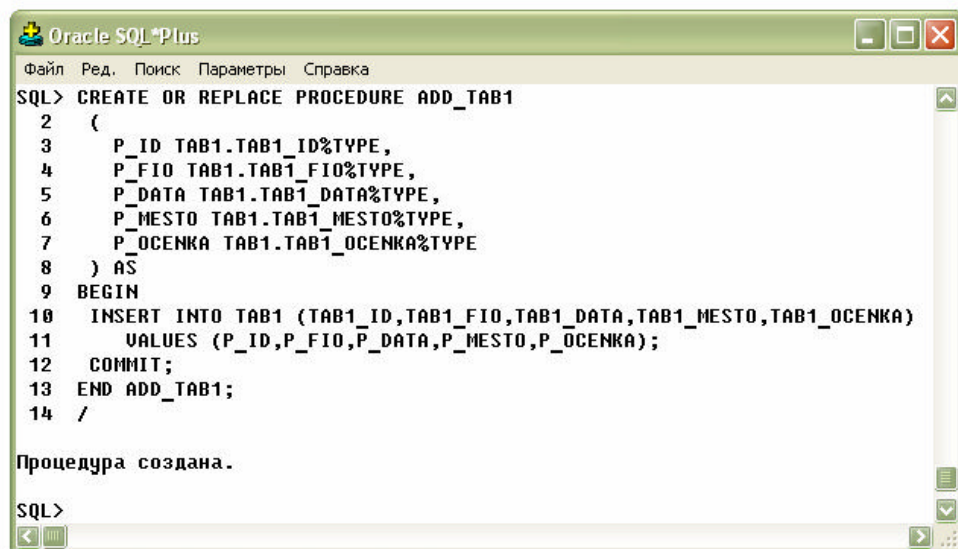 Oracle SQL*Plus
Файл Ред. Поиск Параметры Справка
SQL> CREATE OR REPLACE PROCEDURE ADD_TAB1
2 (
3 P_ID TAB1.TAB1_ID%TYPE,
4 P_FIO TAB1.TAB1_FIO%TYPE,
5 P_DATA TAB1.TAB1_DATA%TYPE,
6 P_MESTO TAB1.TAB1_MESTO%TYPE,
7 P_OCENKA TAB1.TAB1_OCENKA%TYPE
8 ) AS
9 BEGIN
10 INSERT INTO TAB1 (TAB1_ID,TAB1_FIO,TAB1_DATA,TAB1_MESTO,TAB1_OCENKA)
11 VALUES (P_ID,P_FIO,P_DATA,P_MESTO,P_OCENKA);
12 COMMIT;
13 END ADD_TAB1;
14 /
Процедура создана.
SQL>